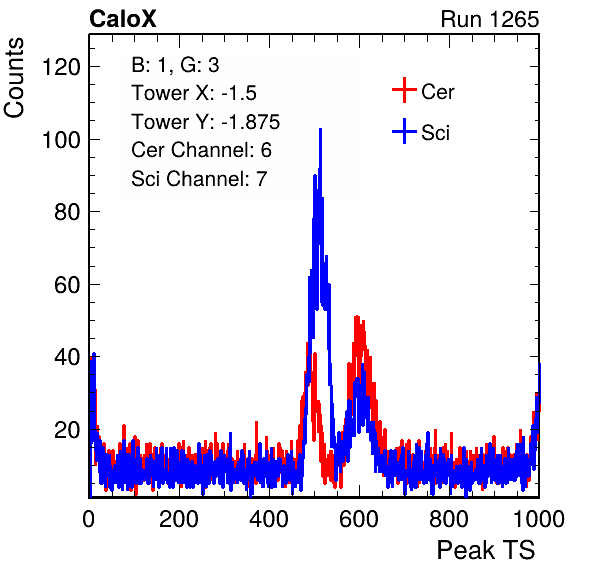 CaloX Run 1265
Counts
120
100
80
60
40
20
B: 1, G: 3
Tower X: -1.5
Tower Y: -1.875
Cer Channel: 6
Sci Channel: 7
Cer
Sci
0 200 400 600 800 1000
Peak TS